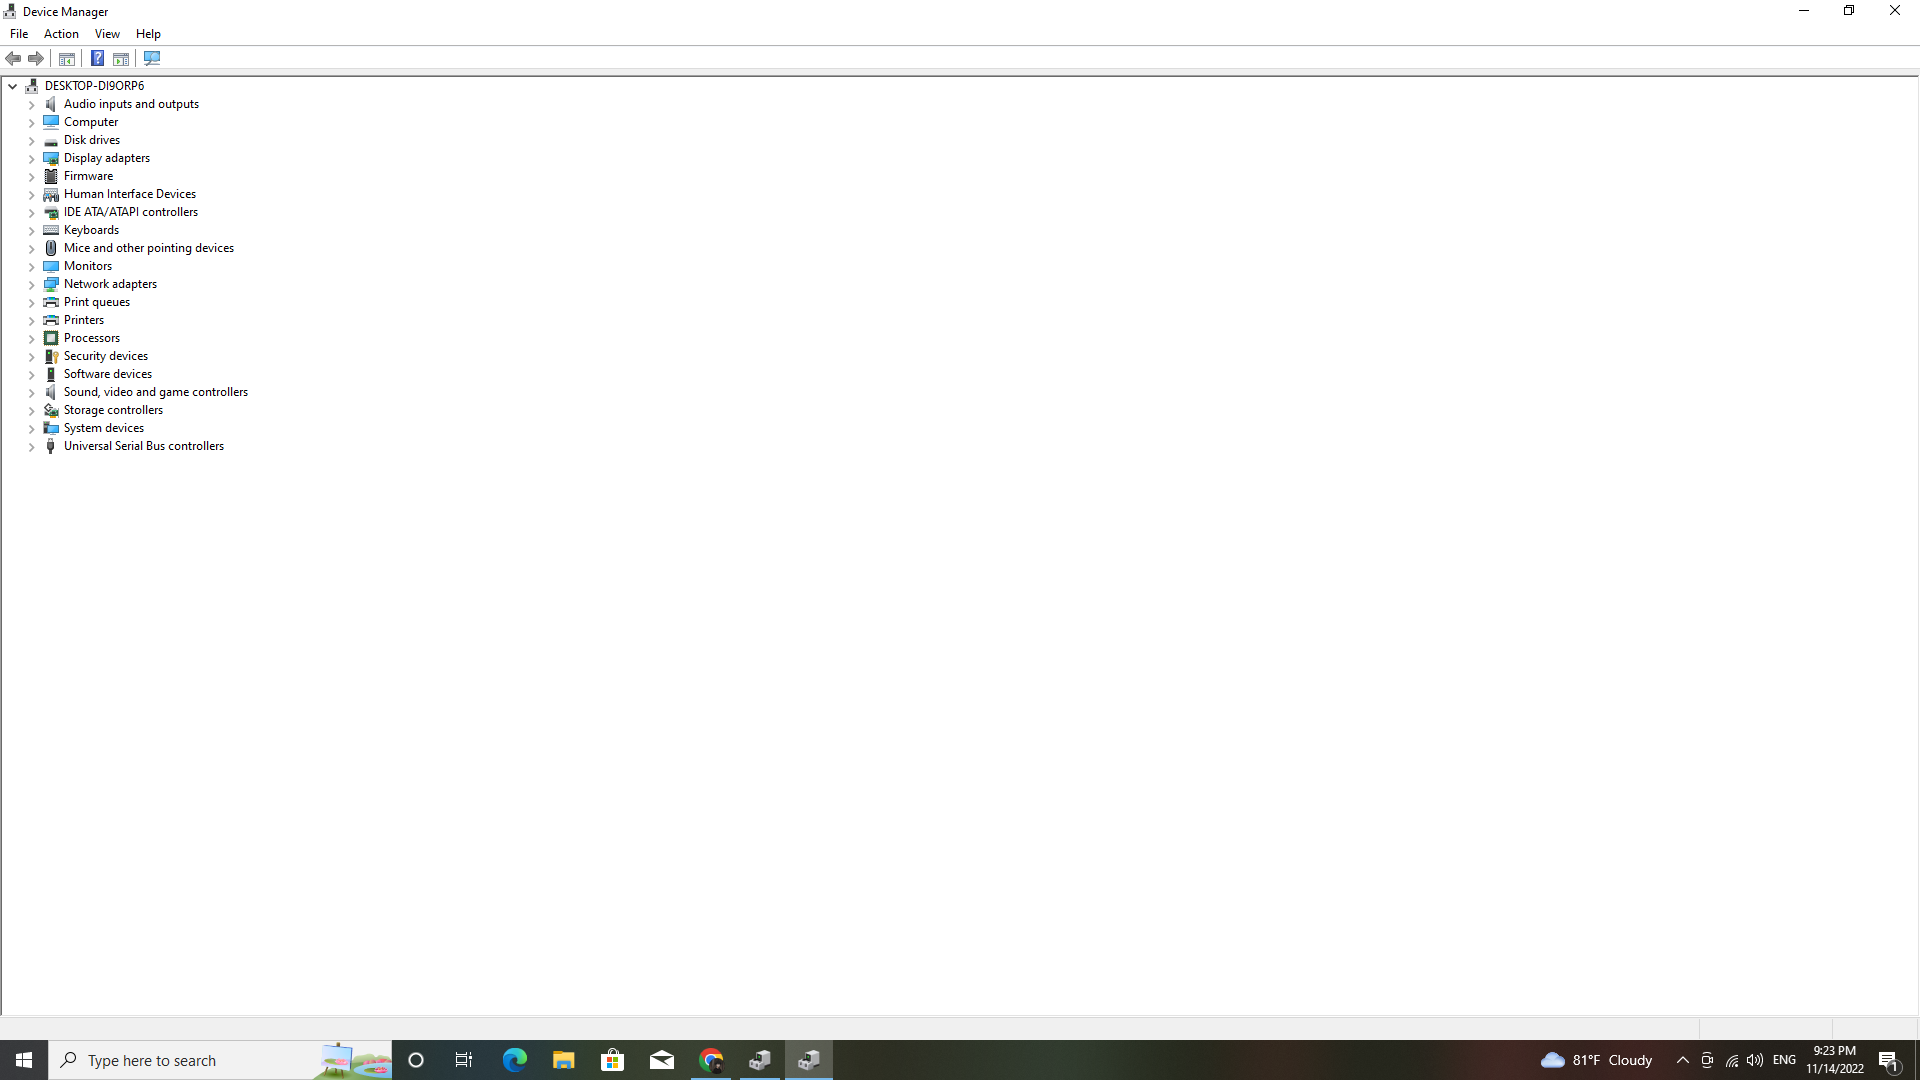 Device Manager
File Action View Help
DESKTOP-DI9ORP6
Audio inputs and outputs
Computer
Disk drives
Display adapters
Firmware
Human Interface Devices
IDE ATA/ATAPI controllers
Keyboards
Mice and other pointing devices
Monitors
Network adapters
Print queues
Printers
Processors
Security devices
Software devices
Sound, video and game controllers
Storage controllers
System devices
Universal Serial Bus controllers
Type here to search
81°F Cloudy
ENG
9:23 PM
11/14/2022
1